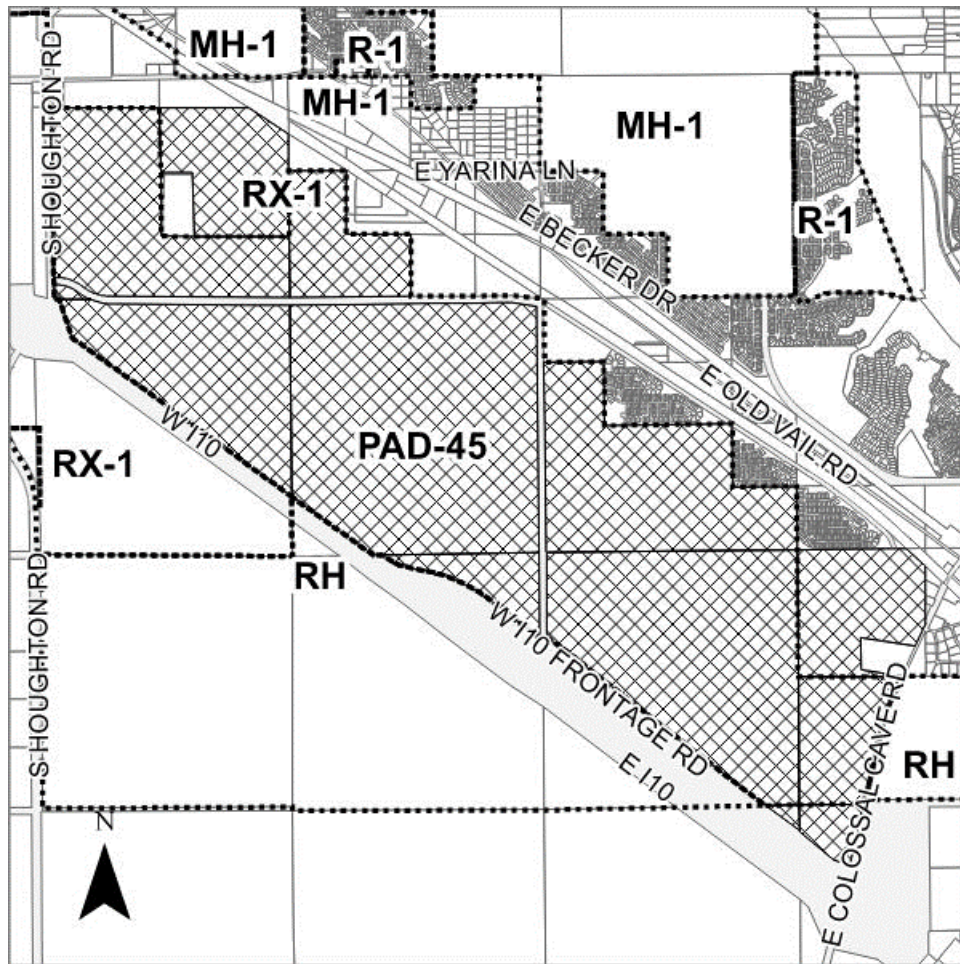 MH-1
R-1
MH-1
MH-1
S HOUGHTON RD
E YARINA LN
RX-1
E BECKER DR
R-1
E OLD VAIL RD
W I10
PAD-45
RX-1
RH
S HOUGHTON RD
W I10 FRONTAGE RD
E I10
E COLOSSAL CAVE RD
RH
N